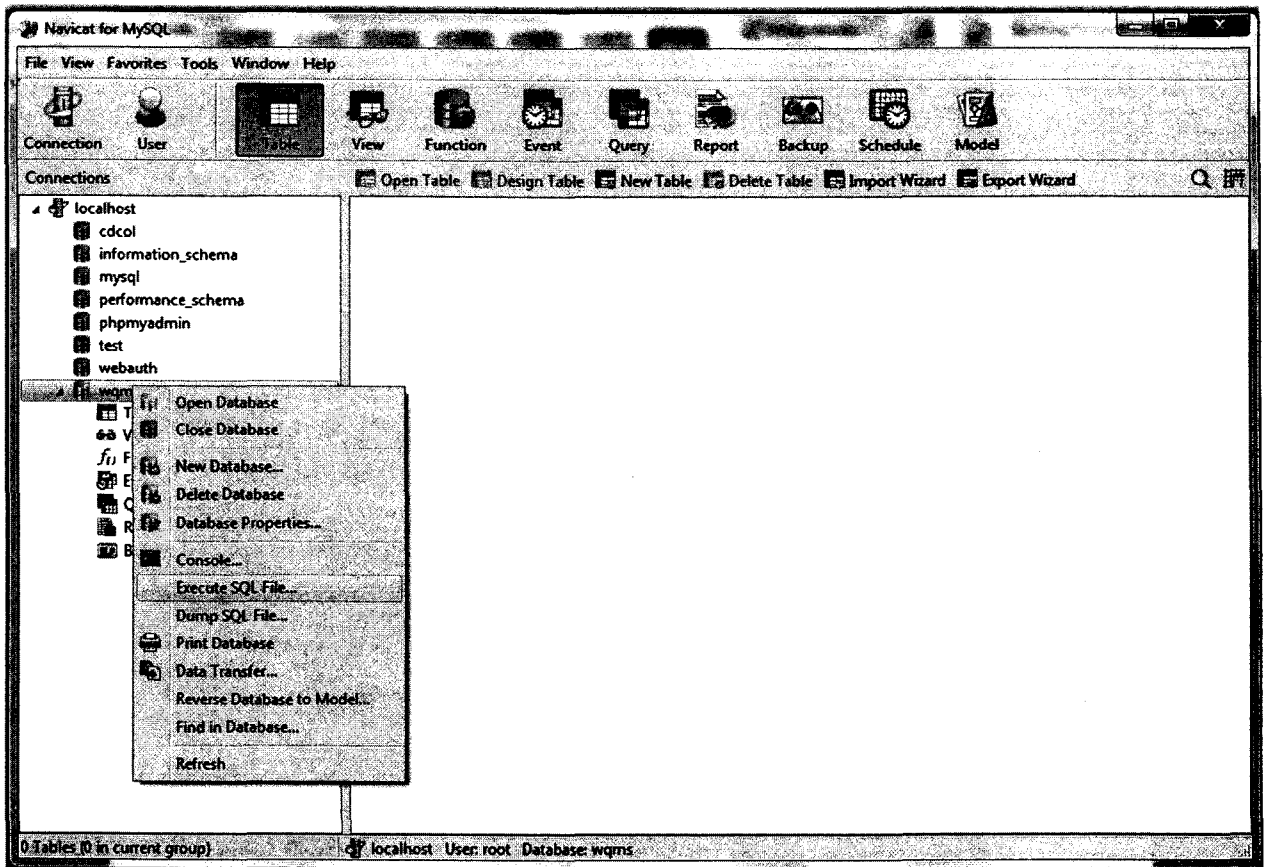 Navicat for MySQL
File View Favorites Tools Window Help
Connection User Table View Function Event Query Report Backup Schedule Model
Connections
Open Table Design Table New Table Delete Table Import Wizard Export Wizard
localhost
cdcol
information_schema
mysql
performance_schema
phpmyadmin
test
webauth
wqrns
T
V
F
E
Q
R
B
Open Database
Close Database
New Database...
Delete Database
Database Properties...
Console...
Execute SQL File...
Dump SQL File...
Print Database
Data Transfer...
Reverse Database to Model...
Find in Database...
Refresh
0 Tables (0 in current group)
localhost User: root Database: wqrns